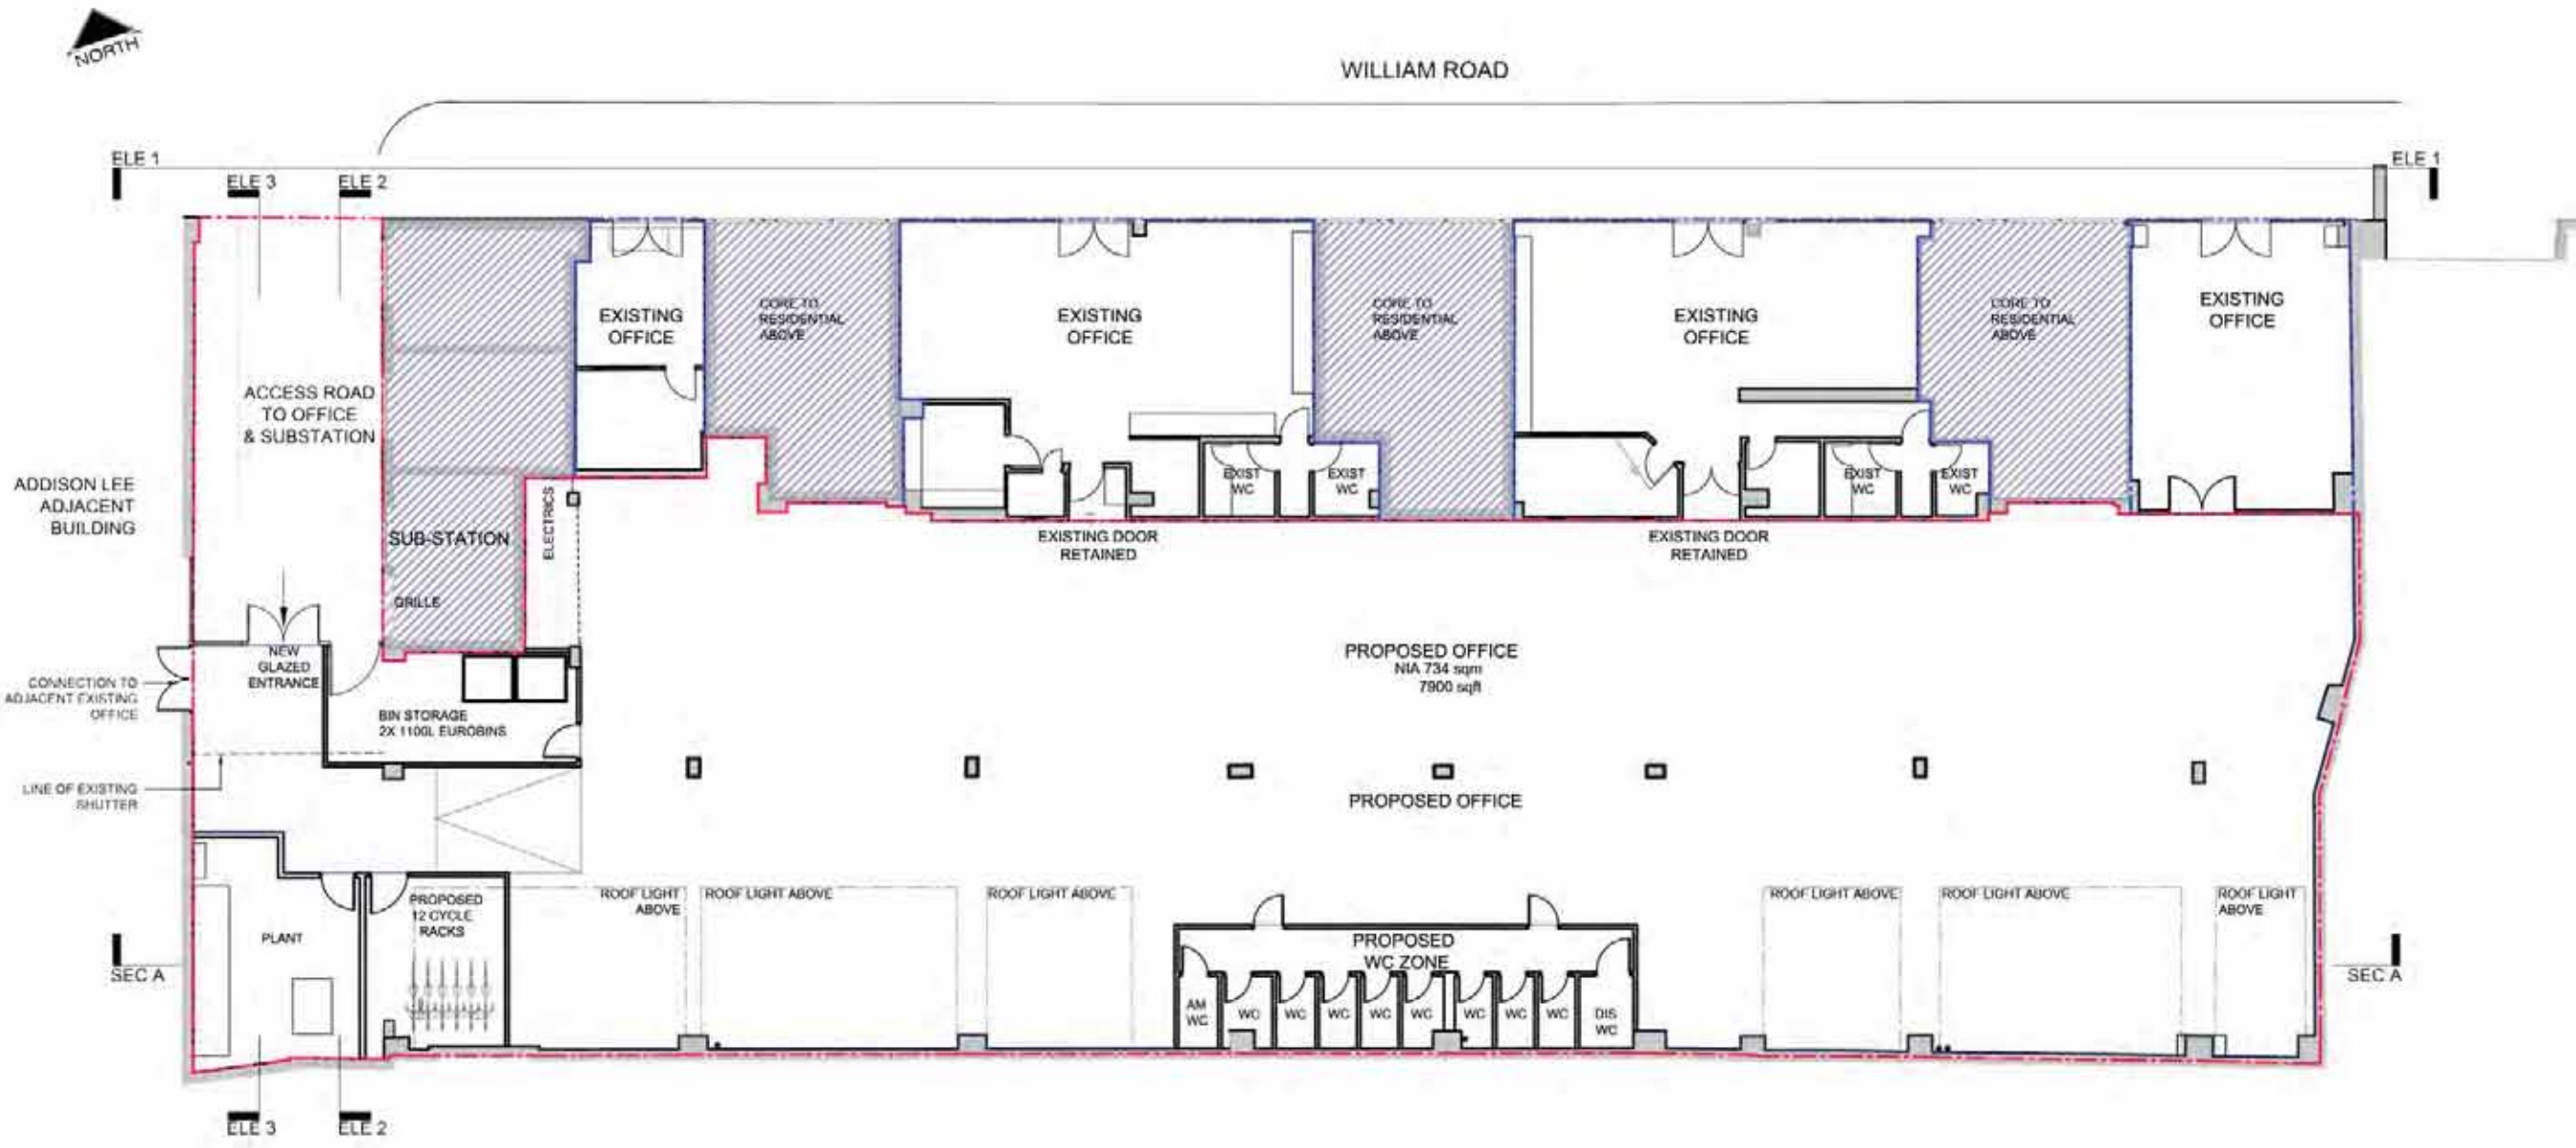 NORTH
WILLIAM ROAD
ELE 1
ELE 1
ELE 3
ELE 2
EXISTING
OFFICE
CORE TO
RESIDENTIAL
ABOVE
EXISTING
OFFICE
CORE TO
RESIDENTIAL
ABOVE
EXISTING
OFFICE
CORE TO
RESIDENTIAL
ABOVE
EXISTING
OFFICE
ACCESS ROAD
TO OFFICE
& SUBSTATION
ADDISON LEE
ADJACENT
BUILDING
SUB-STATION
GRILLE
ELECTRICS
EXIST
WC
EXIST
WC
EXIST
WC
EXIST
WC
EXISTING DOOR
RETAINED
EXISTING DOOR
RETAINED
NEW
GLAZED
ENTRANCE
CONNECTION TO
ADJACENT EXISTING
OFFICE
BIN STORAGE
2X 1100L EUROBINS
LINE OF EXISTING
SHUTTER
PROPOSED OFFICE
NIA 734 sqm
7900 sqft
PROPOSED OFFICE
PLANT
PROPOSED
12 CYCLE
RACKS
ROOF LIGHT
ABOVE
ROOF LIGHT ABOVE
ROOF LIGHT ABOVE
PROPOSED
WC ZONE
AM
WC
WC
WC
WC
WC
WC
WC
WC
WC
DIS
WC
ROOF LIGHT ABOVE
ROOF LIGHT ABOVE
ROOF LIGHT
ABOVE
SEC A
SEC A
ELE 3
ELE 2